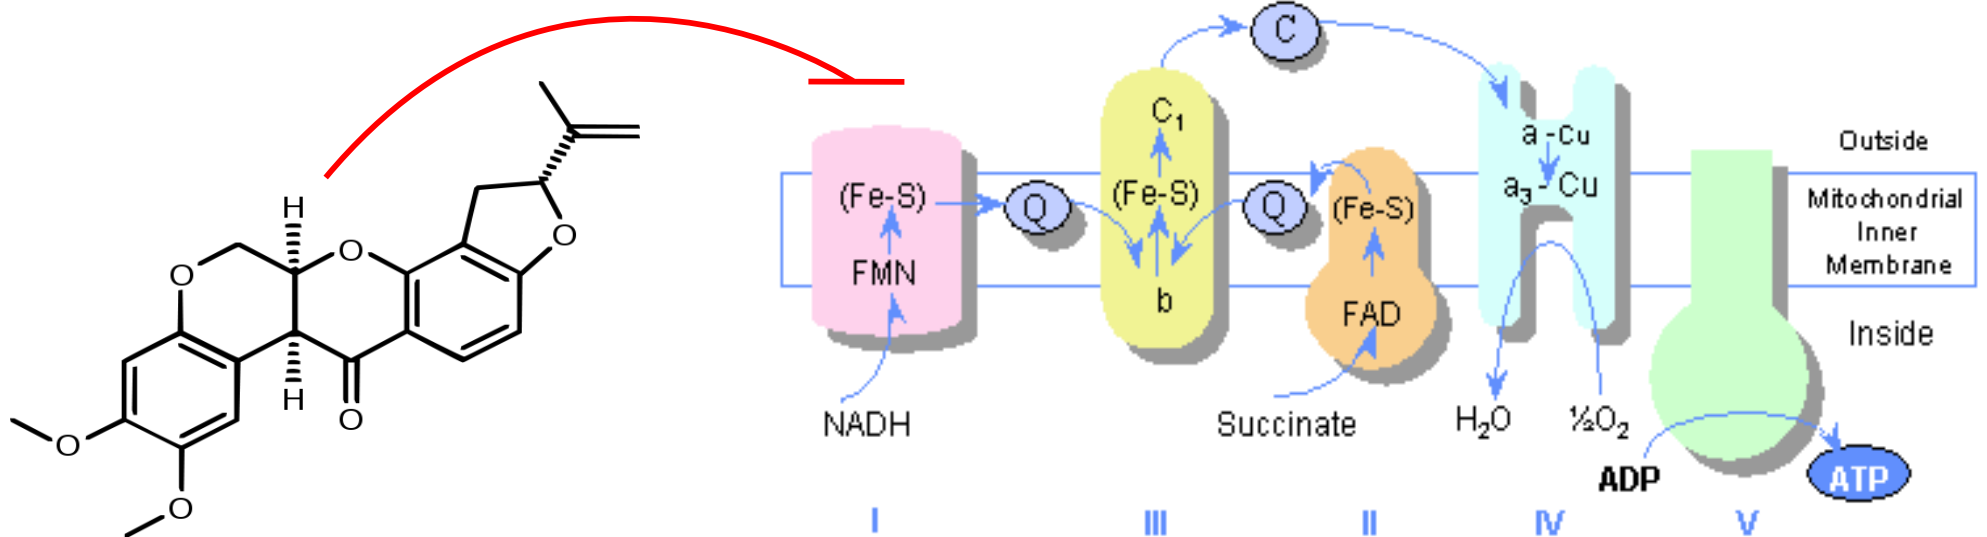 H
O
O
O
H
O
O
O
(Fe-S)
FMN
NADH
I
Q
C₁
(Fe-S)
b
III
C
Q
(Fe-S)
FAD
Succinate
II
a - Cu
a₃ - Cu
H₂O
½O₂
IV
ADP
ATP
V
Outside
Mitochondrial
Inner
Membrane
Inside